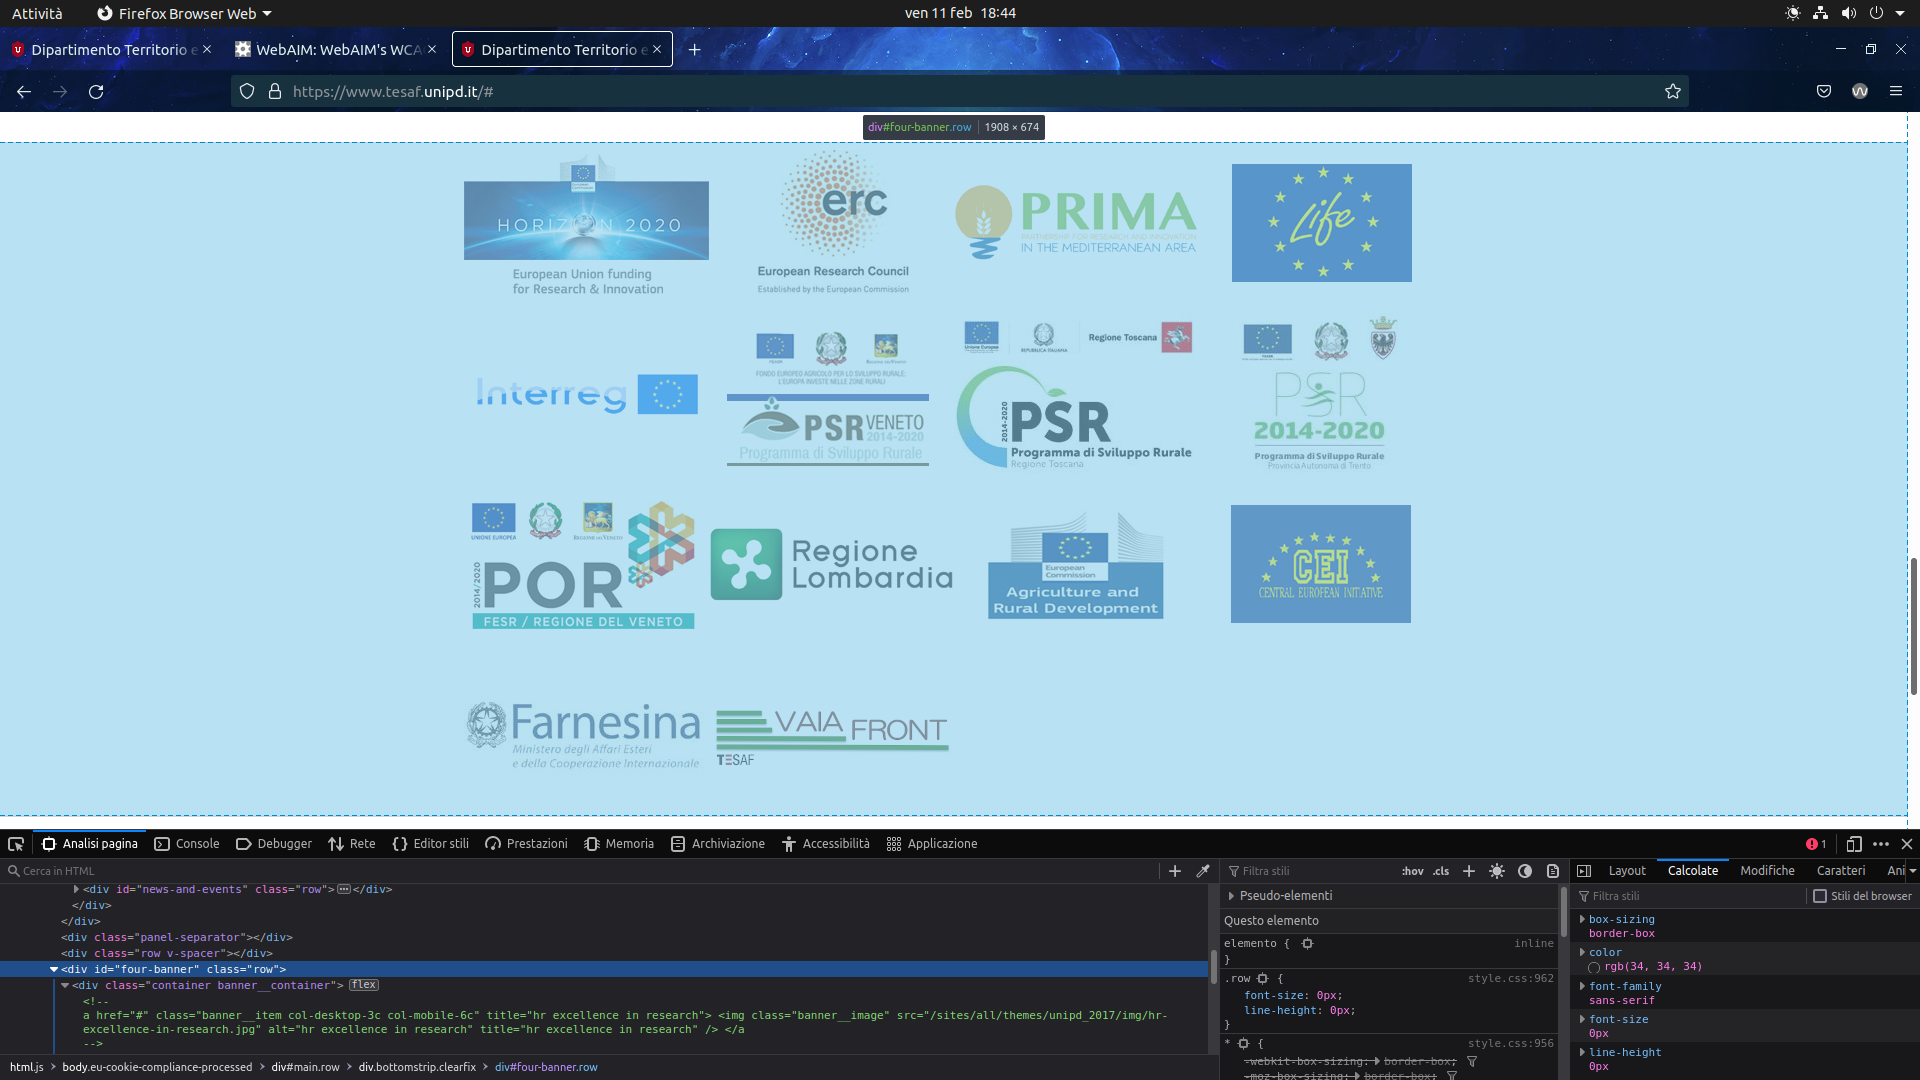 Attività
Firefox Browser Web
ven 11 feb 18:44
Dipartimento Territorio e
WebAIM: WebAIM's WCA
Dipartimento Territorio e
https://www.tesaf.unipd.it/#
div#four-banner.row 1908 × 674
HORIZON 2020
European Union funding
for Research & Innovation
erc
European Research Council
Established by the European Commission
PRIMA
PARTNERSHIP FOR RESEARCH AND INNOVATION
IN THE MEDITERRANEAN AREA
Life
Interreg
FONDO EUROPEO AGRICOLO PER LO SVILUPPO RURALE:
L'EUROPA INVESTE NELLE ZONE RURALI
PSR VENETO
2014-2020
Programma di Sviluppo Rurale
Unione Europea
REPUBBLICA ITALIANA
Regione Toscana
2014-2020
PSR
Programma di Sviluppo Rurale
Regione Toscana
PSR
2014-2020
Programma di Sviluppo Rurale
Provincia Autonoma di Trento
UNIONE EUROPEA
REGIONE DEL VENETO
2014/2020
POR
FESR / REGIONE DEL VENETO
Regione
Lombardia
European
Commission
Agriculture and
Rural Development
CEI
CENTRAL EUROPEAN INITIATIVE
Farnesina
Ministero degli Affari Esteri
e della Cooperazione Internazionale
VAIA FRONT
TESAF
Analisi pagina
Console
Debugger
Rete
Editor stili
Prestazioni
Memoria
Archiviazione
Accessibilità
Applicazione
1
Cerca in HTML
<div id="news-and-events" class="row"></div>
</div>
</div>
<div class="panel-separator"></div>
<div class="row v-spacer"></div>
<div id="four-banner" class="row">
<div class="container banner__container"> flex
<!--
a href="#" class="banner__item col-desktop-3c col-mobile-6c" title="hr excellence in research"> <img class="banner__image" src="/sites/all/themes/unipd_2017/img/hr-
excellence-in-research.jpg" alt="hr excellence in research" title="hr excellence in research" /> </a
-->
html.js > body.eu-cookie-compliance-processed > div#main.row > div.bottomstrip.clearfix > div#four-banner.row
Filtra stili
:hov .cls
Pseudo-elementi
Questo elemento
elemento { inline
}
.row { style.css:962
font-size: 0px;
line-height: 0px;
}
* { style.css:956
-webkit-box-sizing: border-box;
-moz-box-sizing: border-box;
Layout
Calcolate
Modifiche
Caratteri
Ani
Filtra stili
Stili del browser
box-sizing
border-box
color
rgb(34, 34, 34)
font-family
sans-serif
font-size
0px
line-height
0px